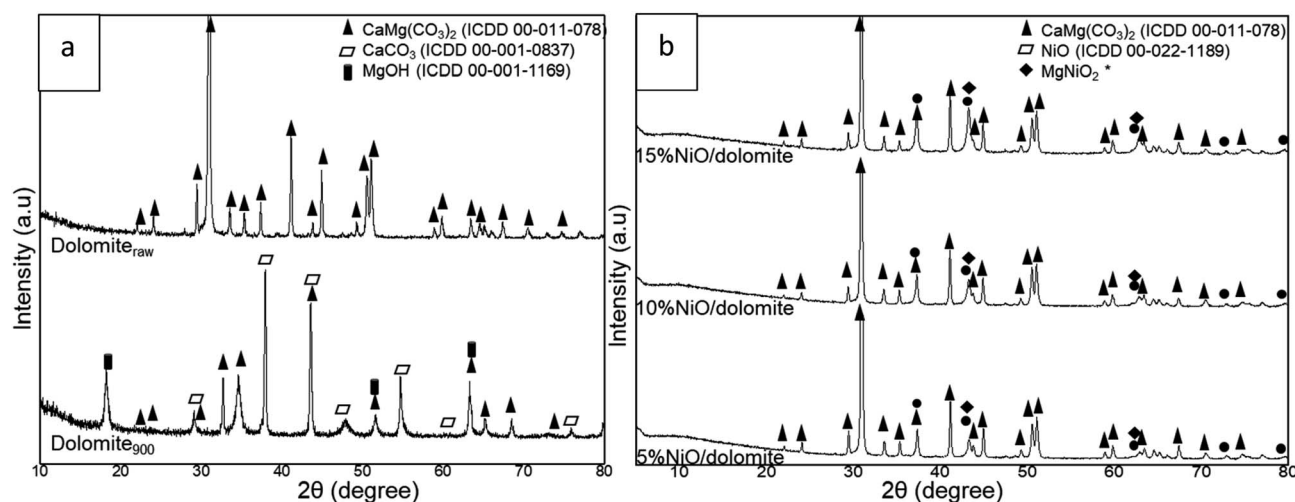 a
▲ CaMg(CO₃)₂ (ICDD 00-011-078)
▱ CaCO₃ (ICDD 00-001-0837)
▮ MgOH (ICDD 00-001-1169)
Intensity (a.u)
Dolomite_raw
Dolomite₉₀₀
10 20 30 40 50 60 70 80
2θ (degree)
b
▲ CaMg(CO₃)₂ (ICDD 00-011-078)
▱ NiO (ICDD 00-022-1189)
◆ MgNiO₂ *
Intensity (a.u)
15%NiO/dolomite
10%NiO/dolomite
5%NiO/dolomite
10 20 30 40 50 60 70 80
2θ (degree)